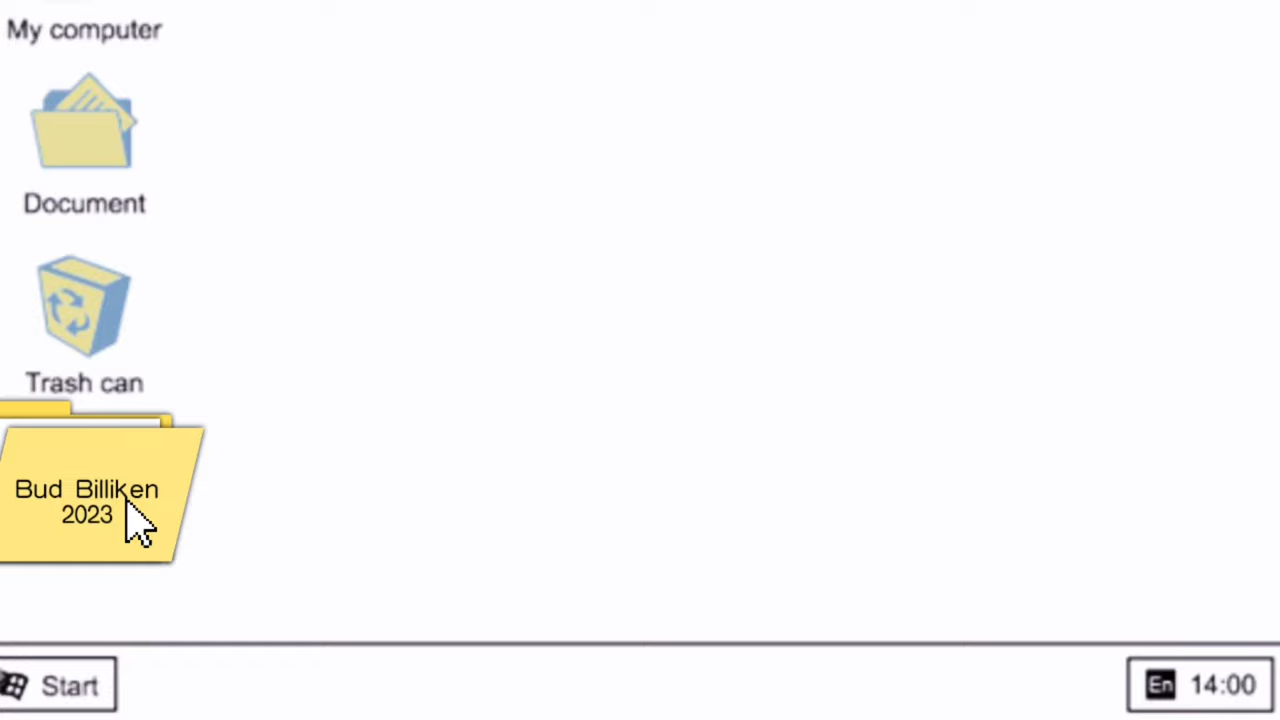 My computer
Document
Trash can
Bud Billiken
2023
Start
En 14:00